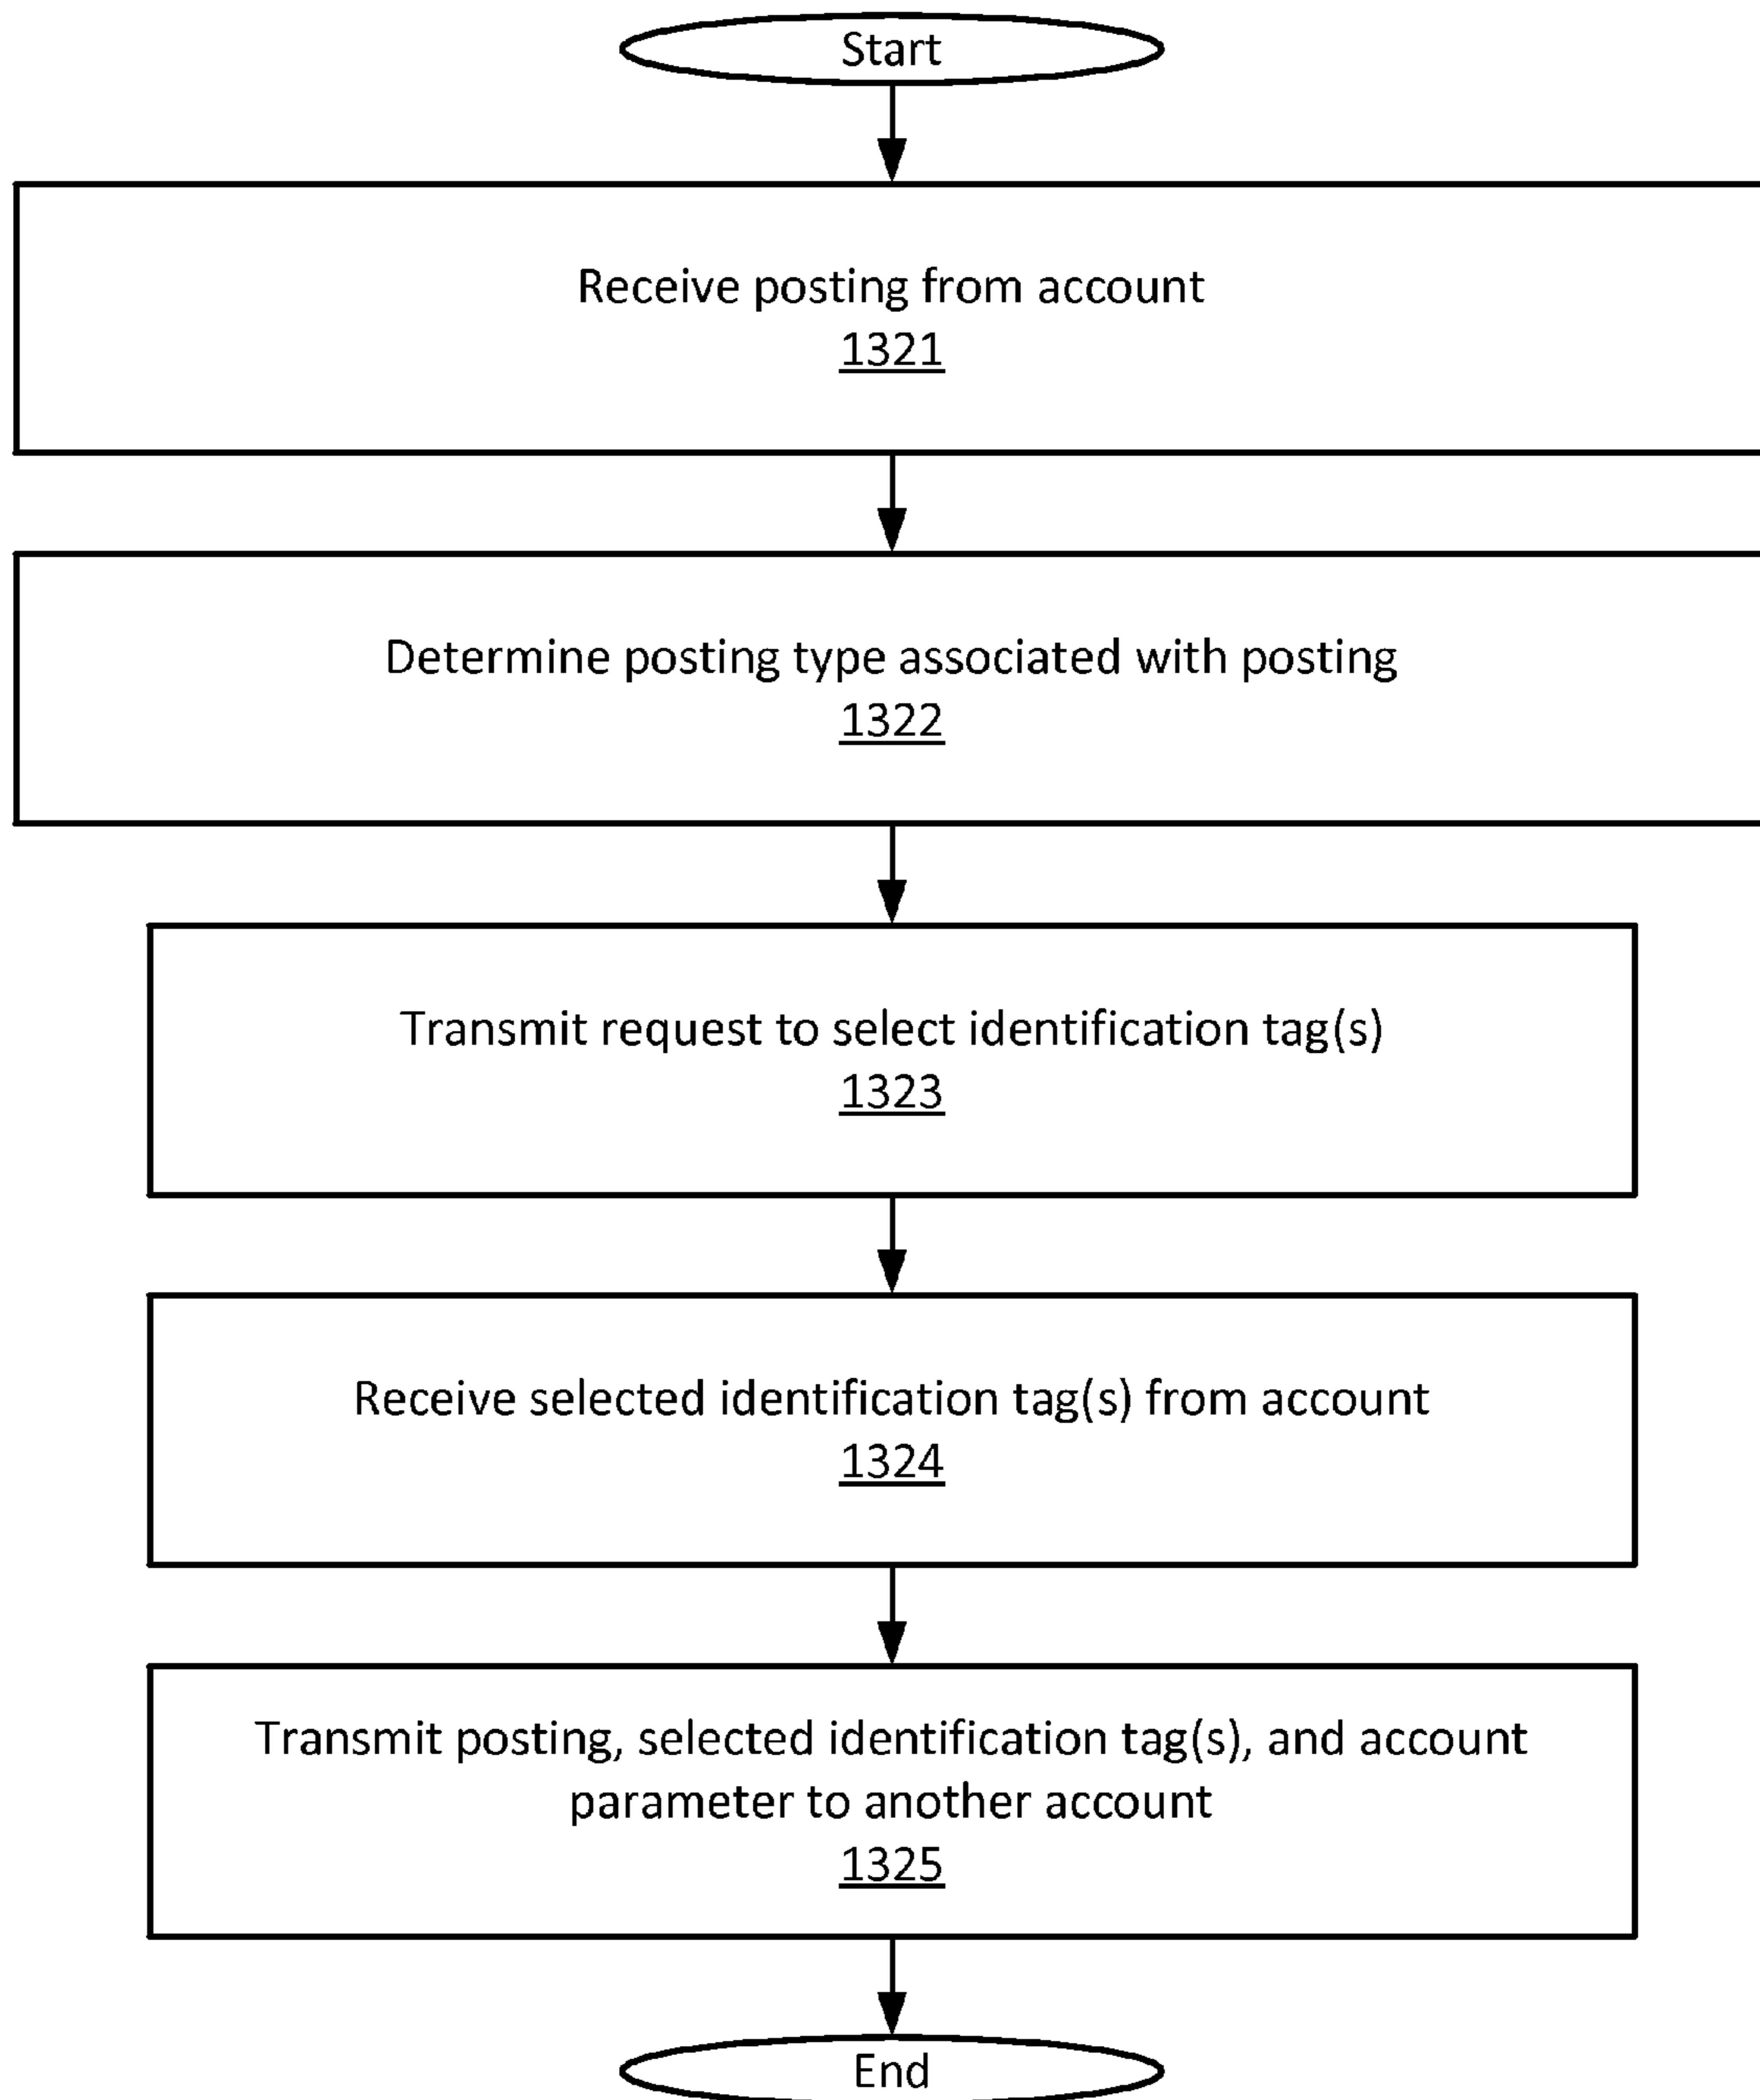 Start
Receive posting from account
1321
Determine posting type associated with posting
1322
Transmit request to select identification tag(s)
1323
Receive selected identification tag(s) from account
1324
Transmit posting, selected identification tag(s), and account
parameter to another account
1325
End